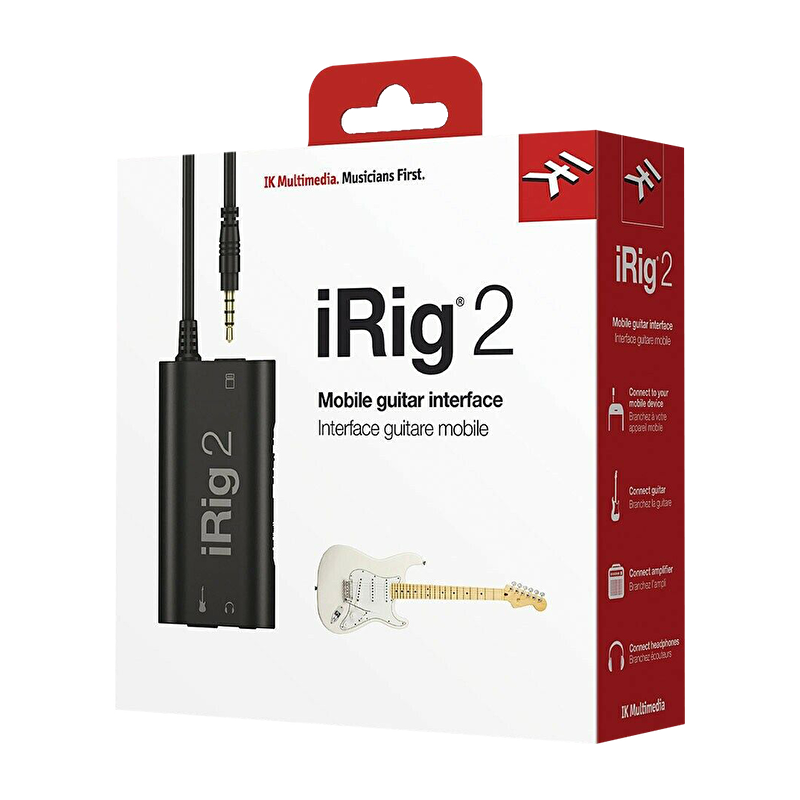 IK Multimedia. Musicians First.
iRig® 2
Mobile guitar interface
Interface guitare mobile
iRig 2
iRig® 2
Mobile guitar interface
Interface guitare mobile
Connect to your
mobile device
Branchez à votre
appareil mobile
Connect guitar
Branchez la guitare
Connect amplifier
Branchez l'ampli
Connect headphones
Branchez écouteurs
IK Multimedia